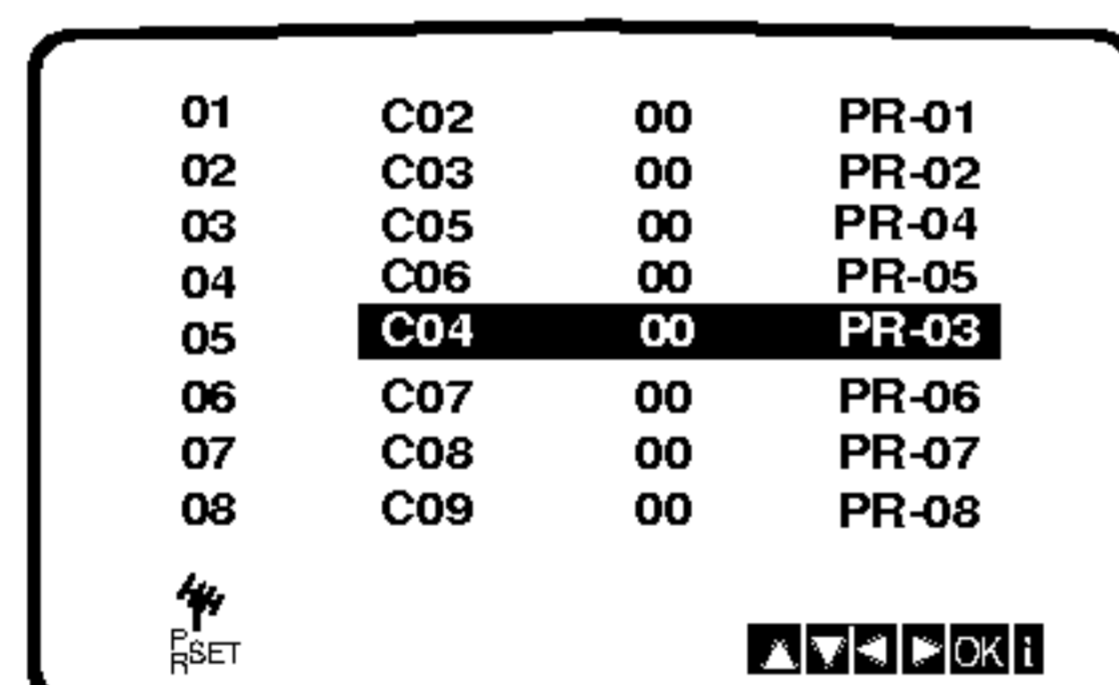 01 C02 00 PR-01
02 C03 00 PR-02
03 C05 00 PR-04
04 C06 00 PR-05
05 C04 00 PR-03
06 C07 00 PR-06
07 C08 00 PR-07
08 C09 00 PR-08
PR SET ▲ ▼ ◄ ► OK i